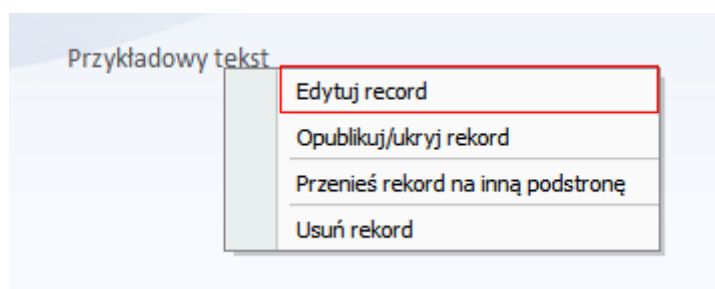 Przykładowy tekst
Edytuj record
Opublikuj/ukryj rekord
Przenieś rekord na inną podstronę
Usuń rekord